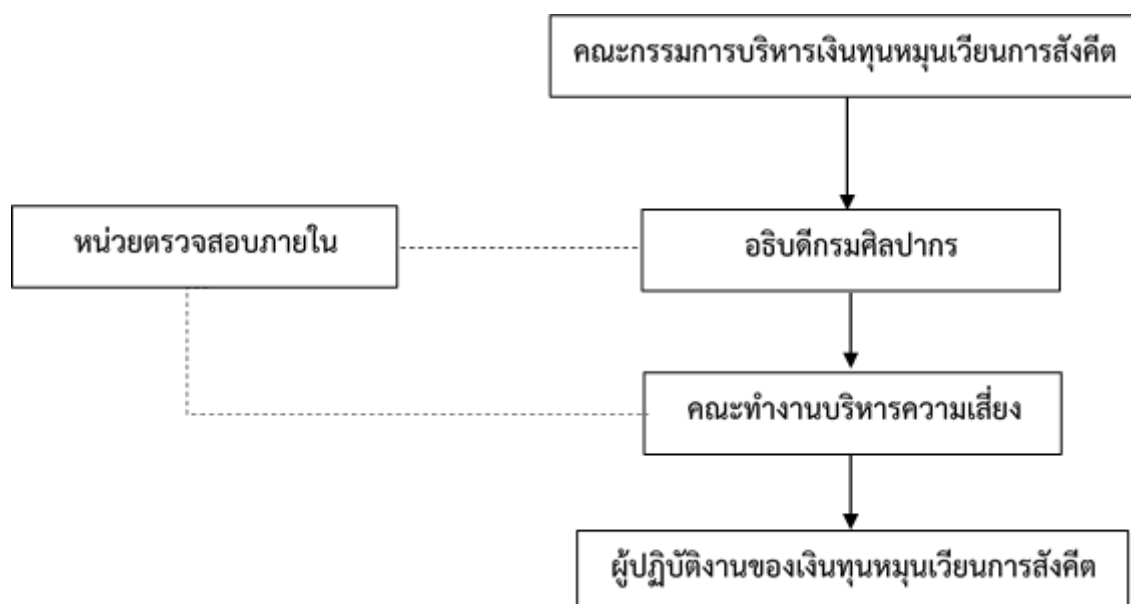 คณะกรรมการบริหารเงินทุนหมุนเวียนการสังคีต
หน่วยตรวจสอบภายใน
อธิบดีกรมศิลปากร
คณะทำงานบริหารความเสี่ยง
ผู้ปฏิบัติงานของเงินทุนหมุนเวียนการสังคีต